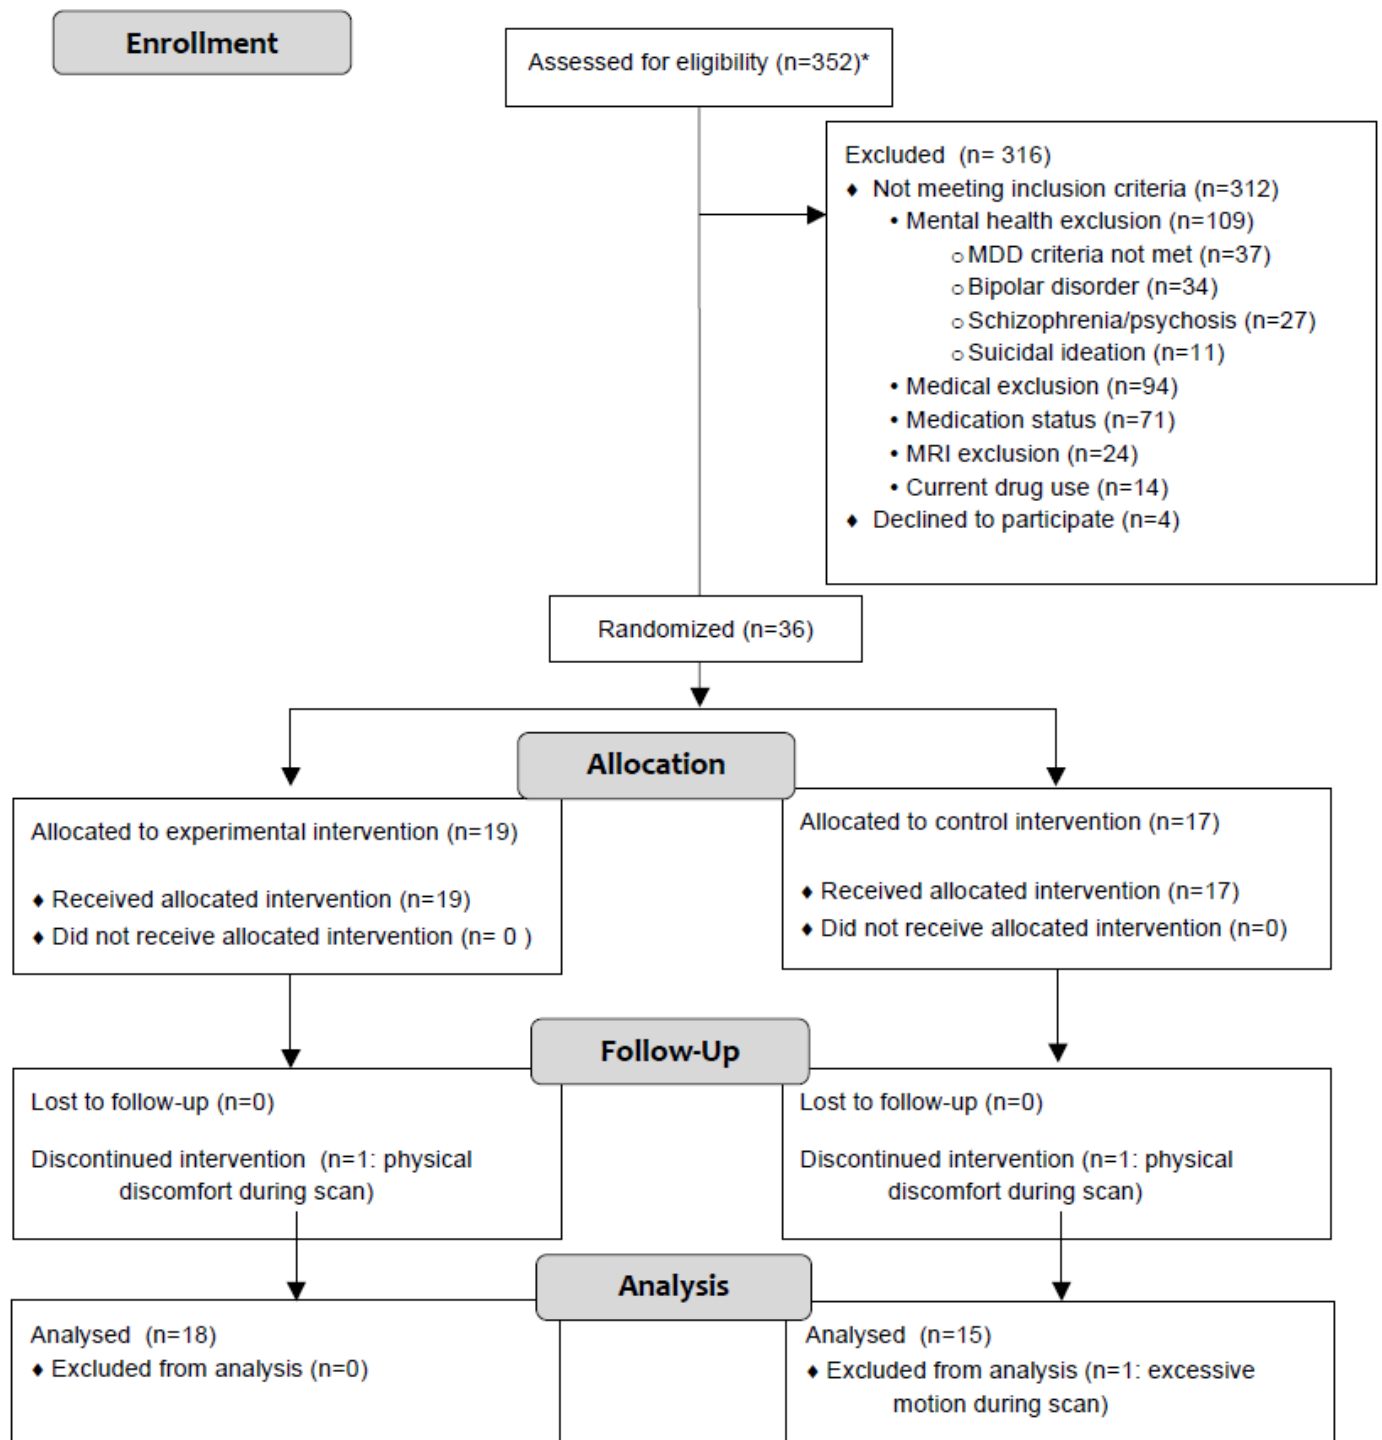 Enrollment
Assessed for eligibility (n=352)*
Excluded (n= 316)
♦ Not meeting inclusion criteria (n=312)
• Mental health exclusion (n=109)
○ MDD criteria not met (n=37)
○ Bipolar disorder (n=34)
○ Schizophrenia/psychosis (n=27)
○ Suicidal ideation (n=11)
• Medical exclusion (n=94)
• Medication status (n=71)
• MRI exclusion (n=24)
• Current drug use (n=14)
♦ Declined to participate (n=4)
Randomized (n=36)
Allocation
Allocated to experimental intervention (n=19)
♦ Received allocated intervention (n=19)
♦ Did not receive allocated intervention (n= 0 )
Allocated to control intervention (n=17)
♦ Received allocated intervention (n=17)
♦ Did not receive allocated intervention (n=0)
Follow-Up
Lost to follow-up (n=0)
Discontinued intervention (n=1: physical
discomfort during scan)
Lost to follow-up (n=0)
Discontinued intervention (n=1: physical
discomfort during scan)
Analysis
Analysed (n=18)
♦ Excluded from analysis (n=0)
Analysed (n=15)
♦ Excluded from analysis (n=1: excessive
motion during scan)